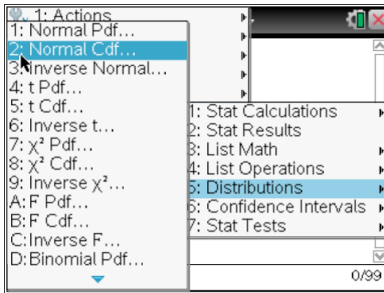 1: Actions
1: Normal Pdf...
2: Normal Cdf...
3: Inverse Normal...
4: t Pdf...
5: t Cdf...
6: Inverse t...
7: χ² Pdf...
8: χ² Cdf...
9: Inverse χ²...
A: F Pdf...
B: F Cdf...
C: Inverse F...
D: Binomial Pdf...
1: Stat Calculations
2: Stat Results
3: List Math
4: List Operations
5: Distributions
6: Confidence Intervals
7: Stat Tests
0/99